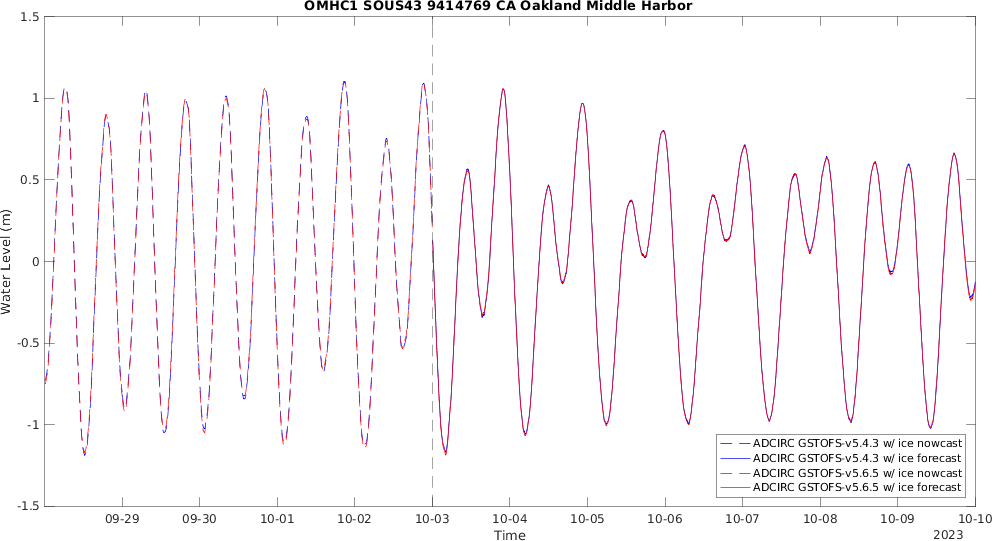 OMHC1 SOUS43 9414769 CA Oakland Middle Harbor
1.5
1
0.5
0
-0.5
-1
-1.5
Water Level (m)
ADCIRC GSTOFS-v5.4.3 w/ ice nowcast
ADCIRC GSTOFS-v5.4.3 w/ ice forecast
ADCIRC GSTOFS-v5.6.5 w/ ice nowcast
ADCIRC GSTOFS-v5.6.5 w/ ice forecast
09-29 09-30 10-01 10-02 10-03 10-04 10-05 10-06 10-07 10-08 10-09 10-10
Time 2023